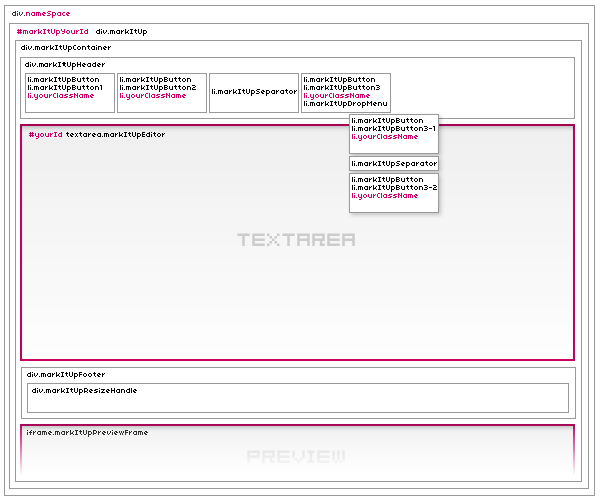 div.nameSpace
#markItUpYourId div.markItUp
div.markItUpContainer
div.markItUpHeader
li.markItUpButton
li.markItUpButton1
li.yourClassName
li.markItUpButton
li.markItUpButton2
li.yourClassName
li.markItUpSeparator
li.markItUpButton
li.markItUpButton3
li.yourClassName
li.markItUpDropMenu
li.markItUpButton
li.markItUpButton3-1
li.yourClassName
li.markItUpSeparator
li.markItUpButton
li.markItUpButton3-2
li.yourClassName
#yourId textarea.markItUpEditor
TEXTAREA
div.markItUpFooter
div.markItUpResizeHandle
iframe.markItUpPreviewFrame
PREVIEW